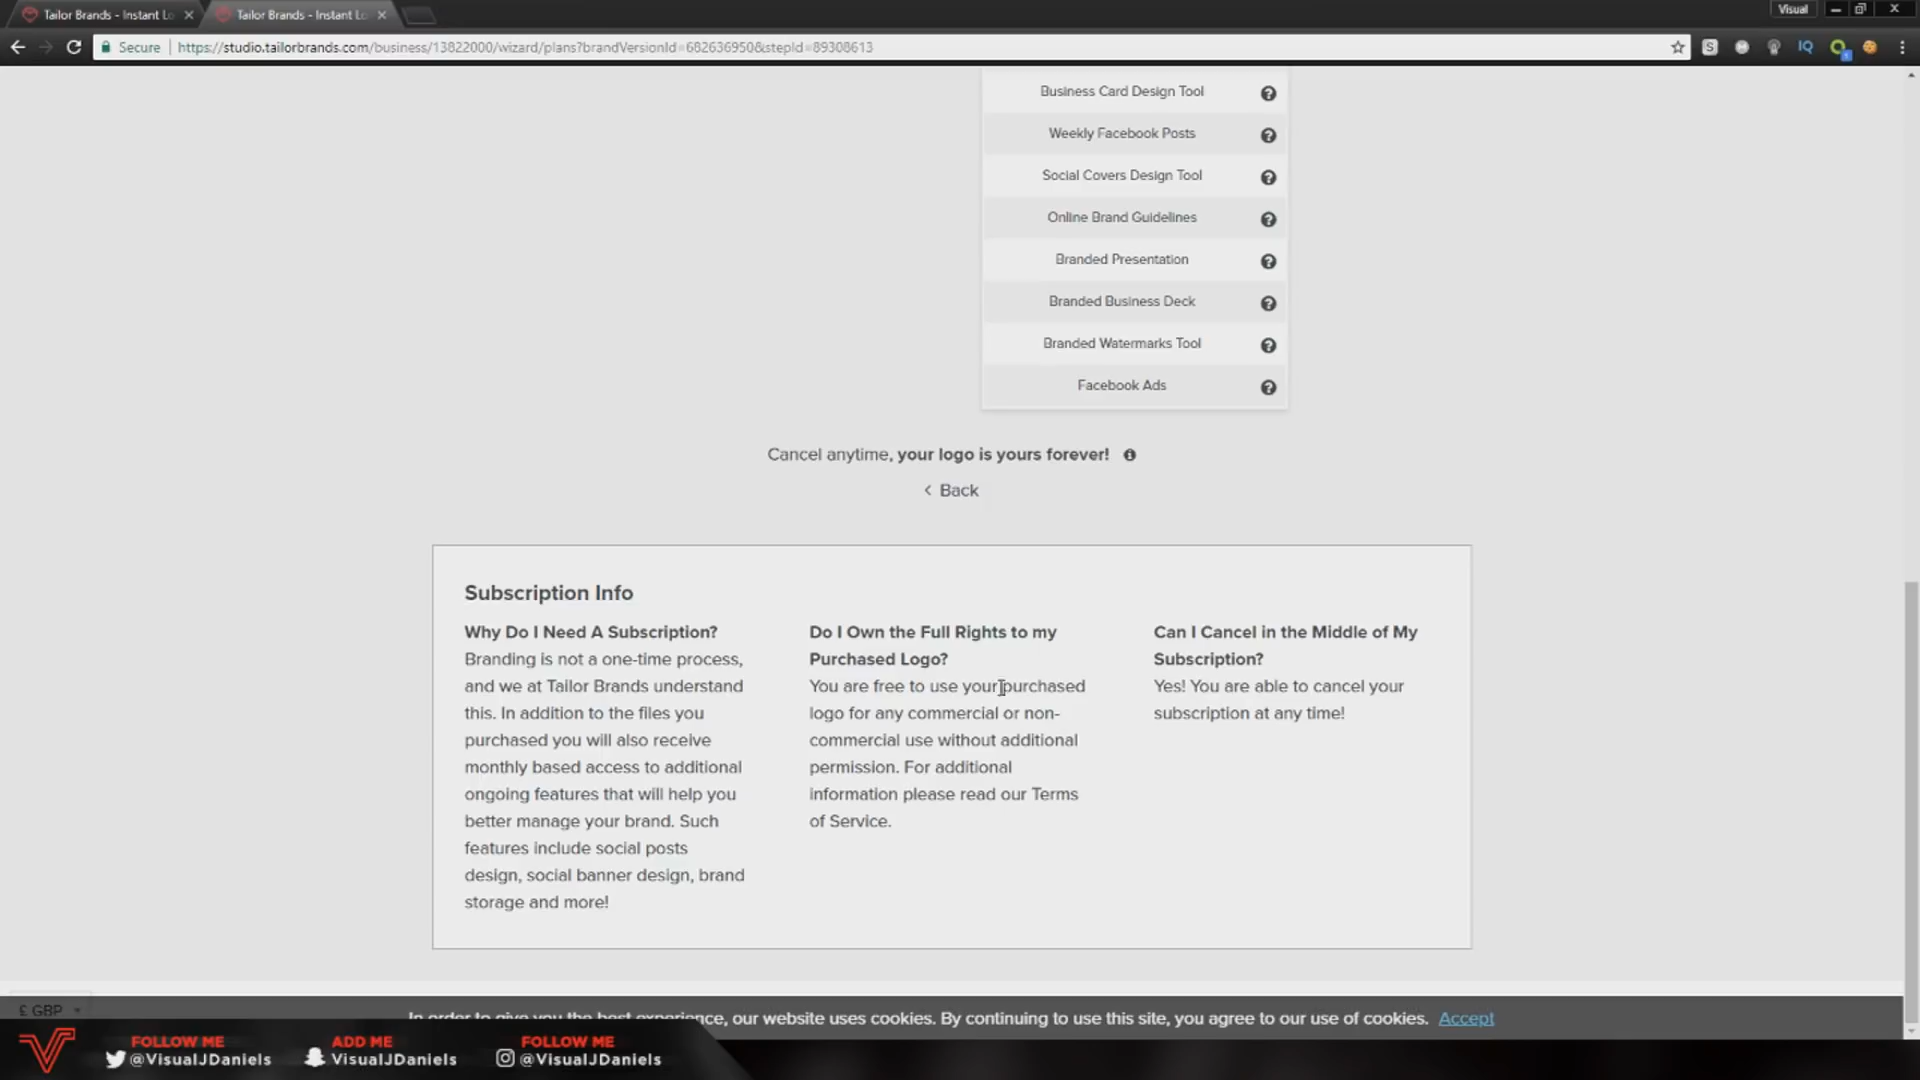 Tailor Brands - Instant Lo
Tailor Brands - Instant Lo
Visual
Secure
https://studio.tailorbrands.com/business/13822000/wizard/plans?brandVersionId=682636950&stepId=89308613
Business Card Design Tool
Weekly Facebook Posts
Social Covers Design Tool
Online Brand Guidelines
Branded Presentation
Branded Business Deck
Branded Watermarks Tool
Facebook Ads
Cancel anytime, your logo is yours forever!
< Back
Subscription Info
Why Do I Need A Subscription?
Branding is not a one-time process,
and we at Tailor Brands understand
this. In addition to the files you
purchased you will also receive
monthly based access to additional
ongoing features that will help you
better manage your brand. Such
features include social posts
design, social banner design, brand
storage and more!
Do I Own the Full Rights to my
Purchased Logo?
You are free to use your purchased
logo for any commercial or non-
commercial use without additional
permission. For additional
information please read our Terms
of Service.
Can I Cancel in the Middle of My
Subscription?
Yes! You are able to cancel your
subscription at any time!
£ GBP
In order to give you the best experience, our website uses cookies. By continuing to use this site, you agree to our use of cookies. Accept
FOLLOW ME
@VisualJDaniels
ADD ME
VisualJDaniels
FOLLOW ME
@VisualJDaniels